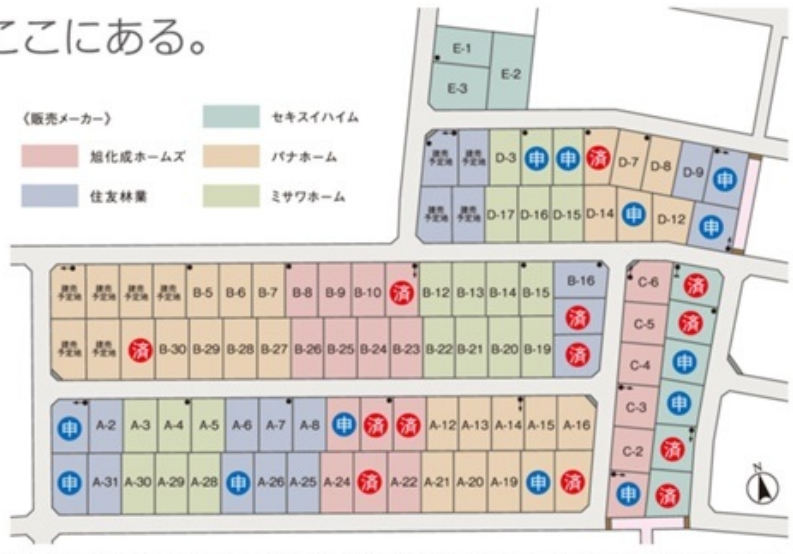 ここにある。
〈販売メーカー〉
セキスイハイム
旭化成ホームズ
パナホーム
住友林業
ミサワホーム
E-1
E-2
E-3
建売予定地 建売予定地 D-3 申 申 済 D-7 D-8 D-9 申
建売予定地 建売予定地 D-17 D-16 D-15 D-14 申 D-12 申
建売予定地 建売予定地 建売予定地 建売予定地 B-5 B-6 B-7 B-8 B-9 B-10 済 B-12 B-13 B-14 B-15 B-16
済
建売予定地 建売予定地 済 B-30 B-29 B-28 B-27 B-26 B-25 B-24 B-23 B-22 B-21 B-20 B-19 済
C-6 済
C-5 済
C-4 申
C-3 申
C-2 済
申 済
申 A-2 A-3 A-4 A-5 A-6 A-7 A-8 申 済 済 A-12 A-13 A-14 A-15 A-16
申 A-31 A-30 A-29 A-28 申 A-26 A-25 A-24 済 A-22 A-21 A-20 A-19 申 済
N